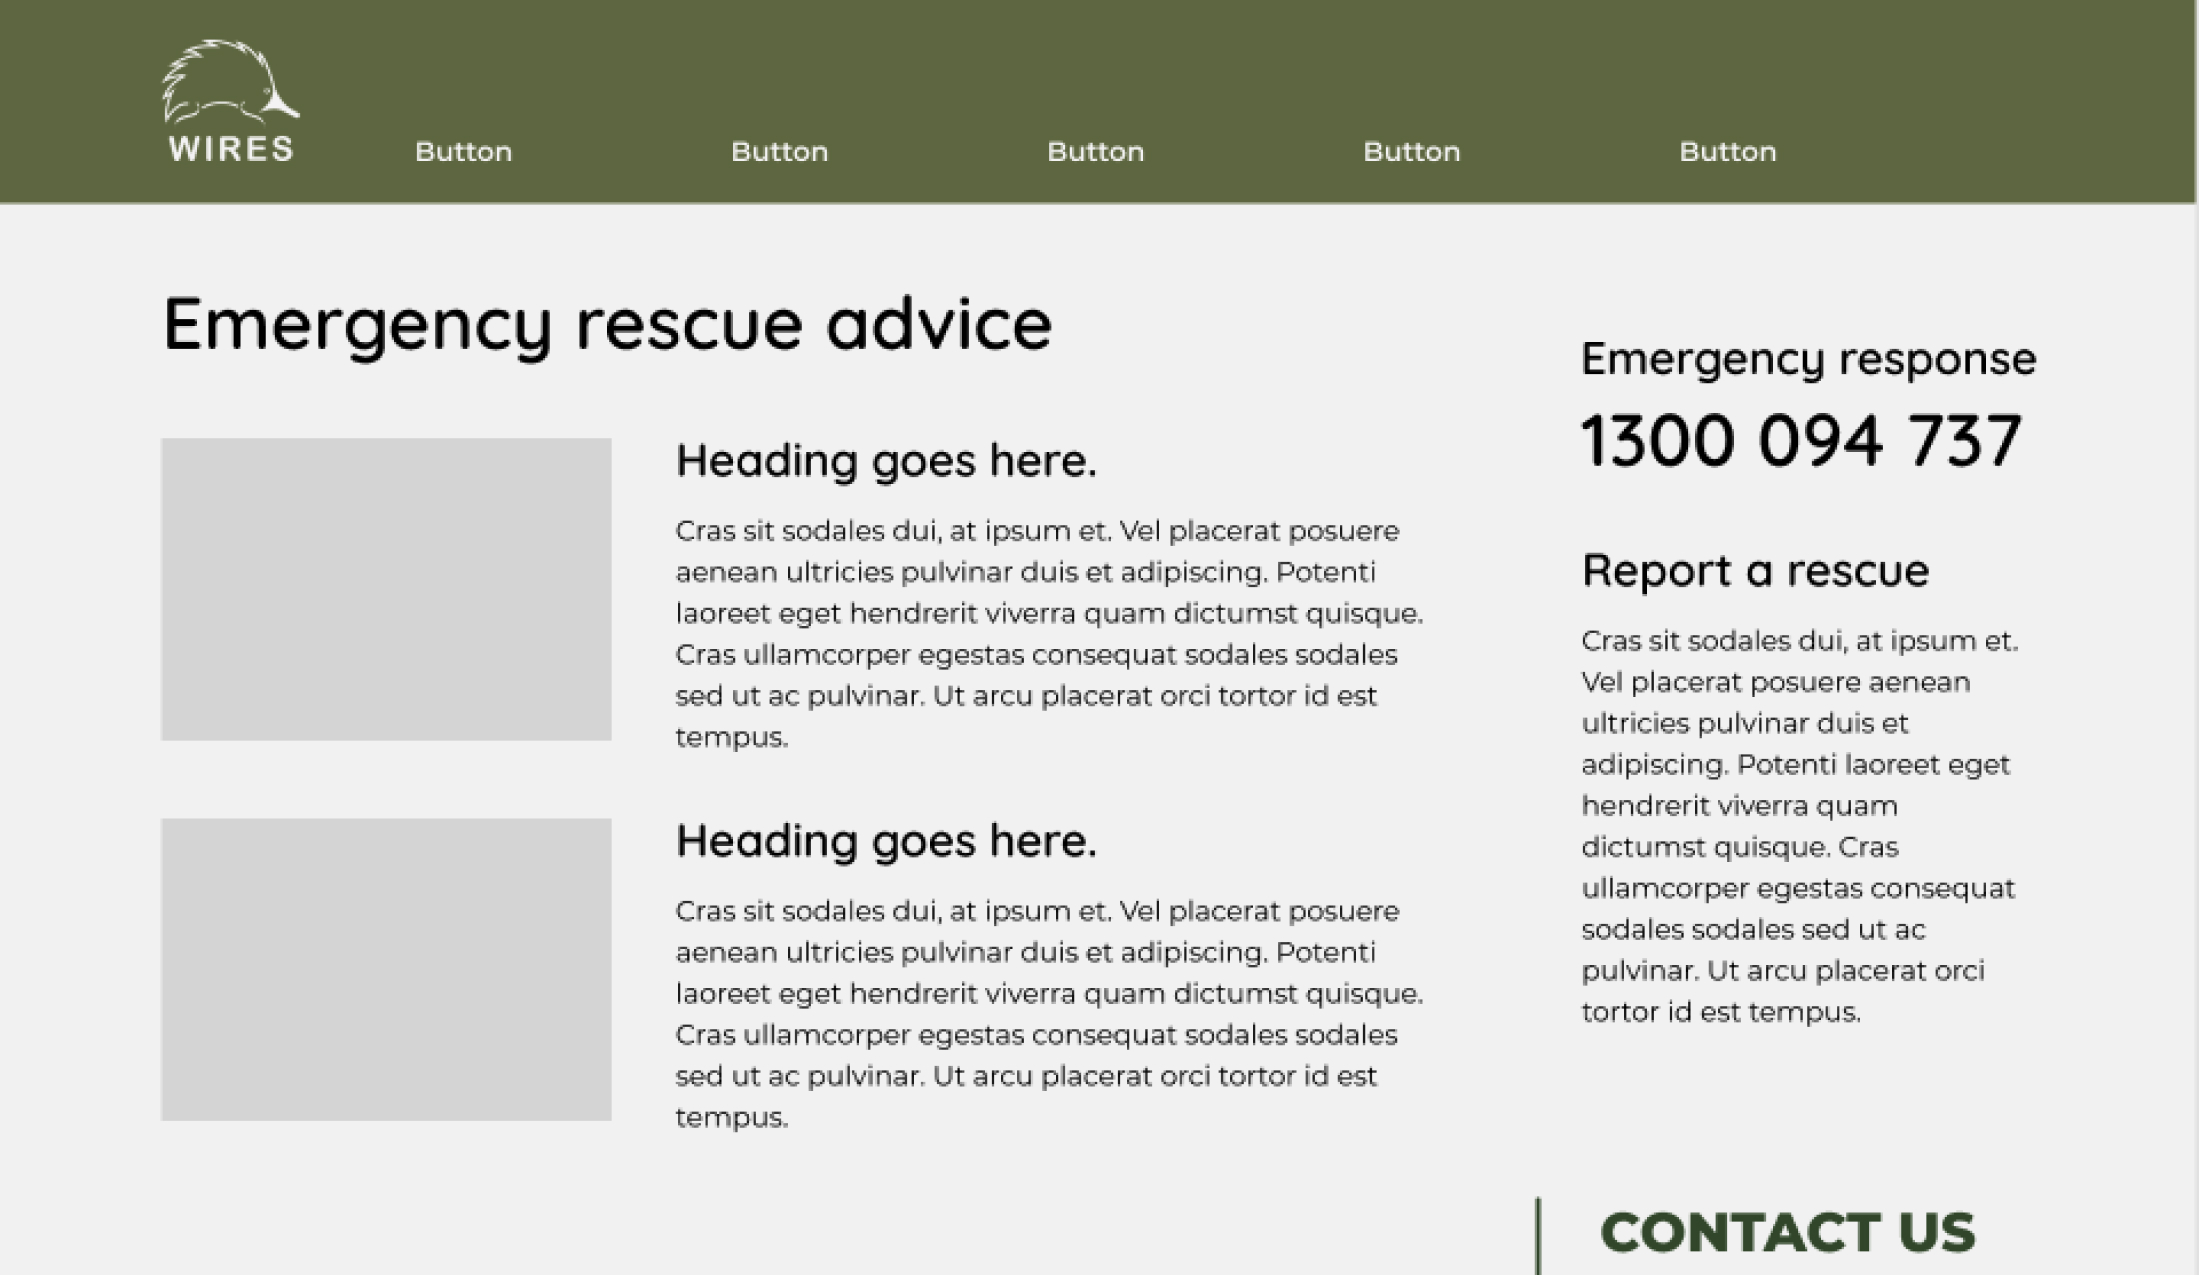 WIRES
Button
Button
Button
Button
Button
Emergency rescue advice
Heading goes here.
Cras sit sodales dui, at ipsum et. Vel placerat posuere
aenean ultricies pulvinar duis et adipiscing. Potenti
laoreet eget hendrerit viverra quam dictumst quisque.
Cras ullamcorper egestas consequat sodales sodales
sed ut ac pulvinar. Ut arcu placerat orci tortor id est
tempus.
Heading goes here.
Cras sit sodales dui, at ipsum et. Vel placerat posuere
aenean ultricies pulvinar duis et adipiscing. Potenti
laoreet eget hendrerit viverra quam dictumst quisque.
Cras ullamcorper egestas consequat sodales sodales
sed ut ac pulvinar. Ut arcu placerat orci tortor id est
tempus.
Emergency response
1300 094 737
Report a rescue
Cras sit sodales dui, at ipsum et.
Vel placerat posuere aenean
ultricies pulvinar duis et
adipiscing. Potenti laoreet eget
hendrerit viverra quam
dictumst quisque. Cras
ullamcorper egestas consequat
sodales sodales sed ut ac
pulvinar. Ut arcu placerat orci
tortor id est tempus.
CONTACT US